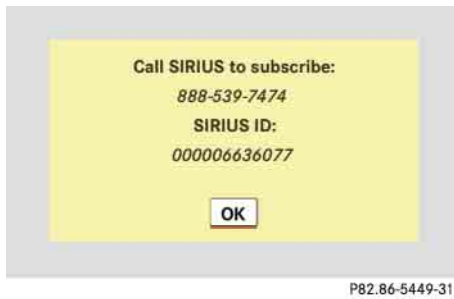 Call SIRIUS to subscribe:
888-539-7474
SIRIUS ID:
000006636077
OK
P82.86-5449-31